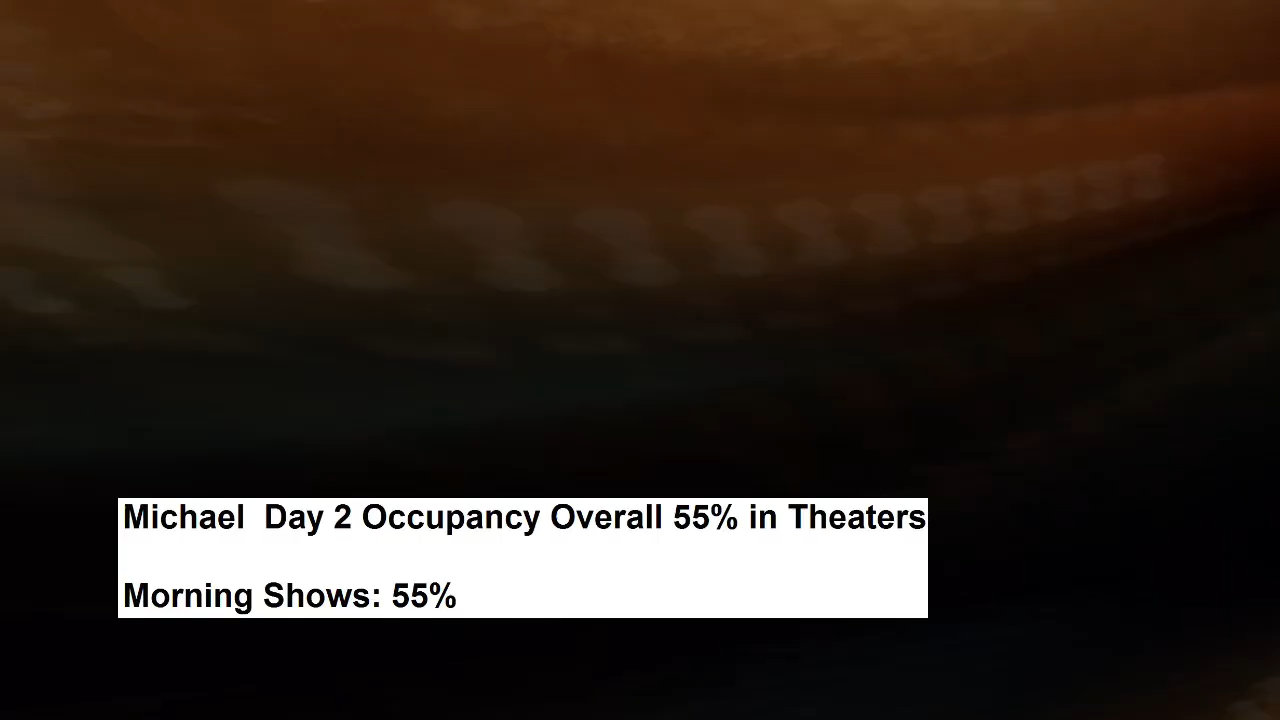 Michael  Day 2 Occupancy Overall 55% in Theaters
Morning Shows: 55%